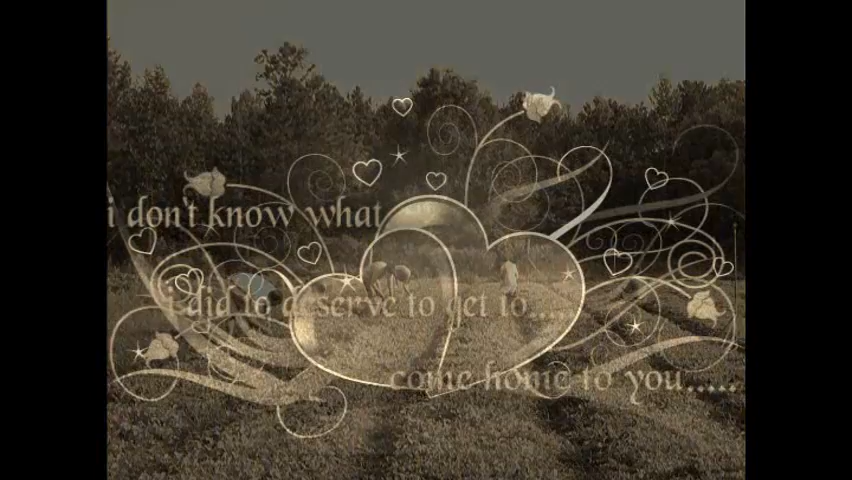 i don't know what
i did to deserve to get to.....
come home to you.....